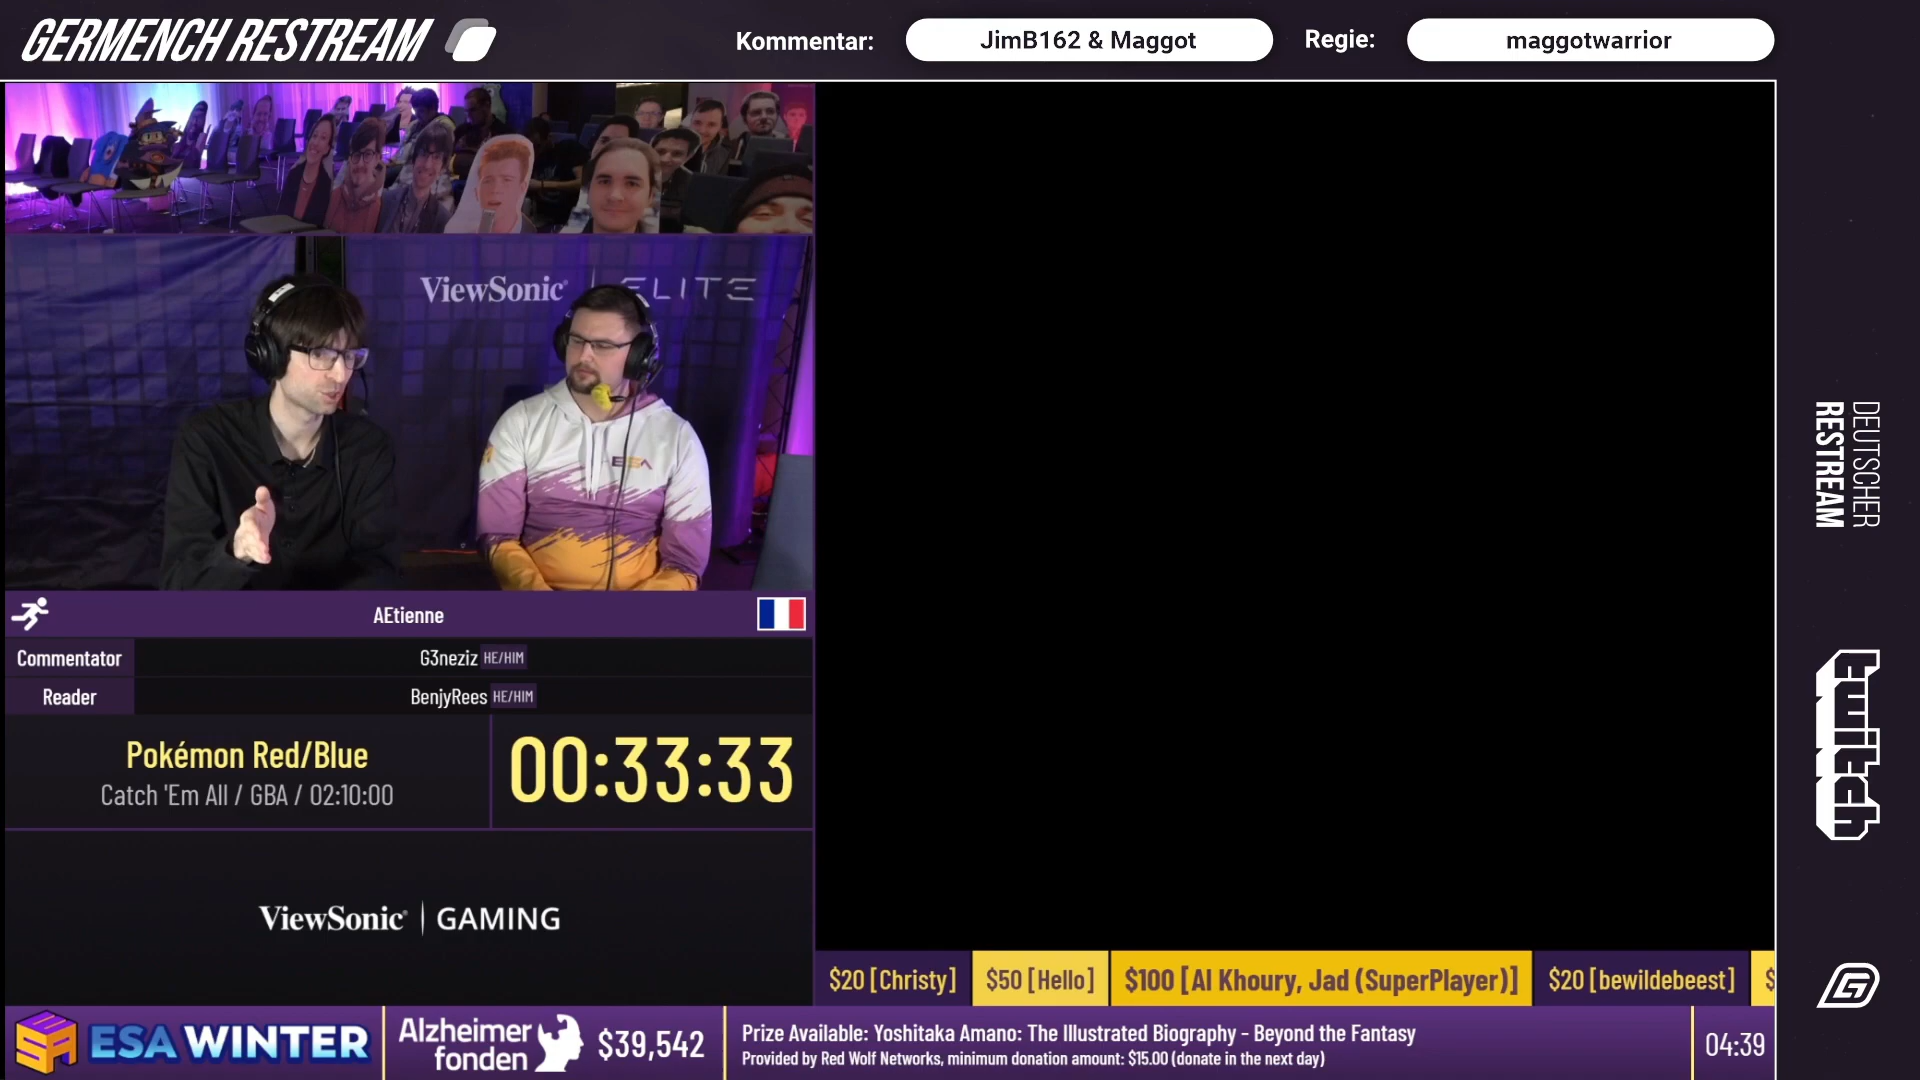 GERMENCH RESTREAM
Kommentar:
JimB162 & Maggot
Regie:
maggotwarrior
ViewSonic | ELITE
ESA
AEtienne
Commentator
G3neziz HE/HIM
Reader
BenjyRees HE/HIM
Pokémon Red/Blue
Catch 'Em All / GBA / 02:10:00
00:33:33
ViewSonic | GAMING
$20 [Christy]
$50 [Hello]
$100 [Al Khoury, Jad (SuperPlayer)]
$20 [bewildebeest]
$
ESA WINTER
Alzheimer
fonden
$39,542
Prize Available: Yoshitaka Amano: The Illustrated Biography - Beyond the Fantasy
Provided by Red Wolf Networks, minimum donation amount: $15.00 (donate in the next day)
04:39
DEUTSCHER
RESTREAM
twitch